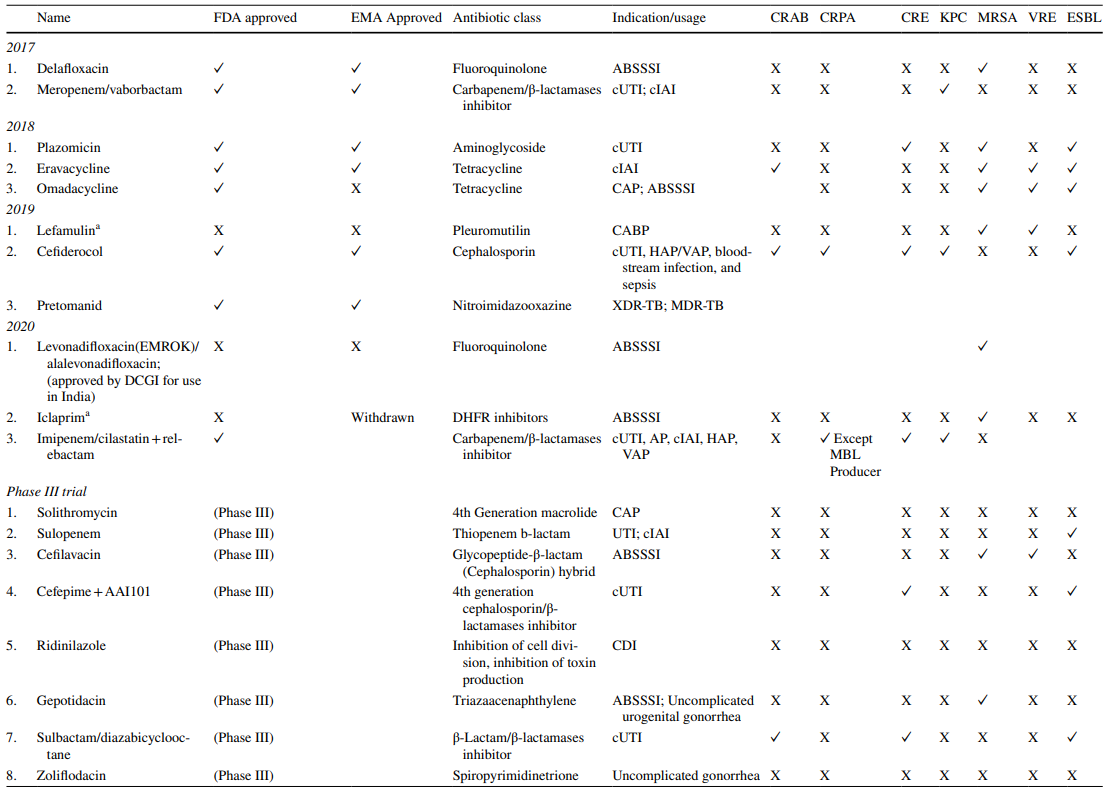 Name FDA approved EMA Approved Antibiotic class Indication/usage CRAB CRPA CRE KPC MRSA VRE ESBL
2017
1. Delafloxacin ✓ ✓ Fluoroquinolone ABSSSI X X X X ✓ X X
2. Meropenem/vaborbactam ✓ ✓ Carbapenem/β-lactamases cUTI; cIAI X X X ✓ X X X
inhibitor
2018
1. Plazomicin ✓ ✓ Aminoglycoside cUTI X X ✓ X ✓ X ✓
2. Eravacycline ✓ ✓ Tetracycline cIAI ✓ X X X ✓ ✓ ✓
3. Omadacycline ✓ X Tetracycline CAP; ABSSSI X X X ✓ ✓ ✓
2019
1. Lefamulinᵃ X X Pleuromutilin CABP X X X X ✓ ✓ X
2. Cefiderocol ✓ ✓ Cephalosporin cUTI, HAP/VAP, blood- ✓ ✓ ✓ ✓ X X ✓
stream infection, and
sepsis
3. Pretomanid ✓ ✓ Nitroimidazooxazine XDR-TB; MDR-TB
2020
1. Levonadifloxacin(EMROK)/ X X Fluoroquinolone ABSSSI ✓
alalevonadifloxacin;
(approved by DCGI for use
in India)
2. Iclaprimᵃ X Withdrawn DHFR inhibitors ABSSSI X X X X ✓ X X
3. Imipenem/cilastatin + rel- ✓ Carbapenem/β-lactamases cUTI, AP, cIAI, HAP, X ✓ Except ✓ ✓ X
ebactam inhibitor VAP MBL
Producer
Phase III trial
1. Solithromycin (Phase III) 4th Generation macrolide CAP X X X X X X X
2. Sulopenem (Phase III) Thiopenem b-lactam UTI; cIAI X X X X X X ✓
3. Cefilavacin (Phase III) Glycopeptide-β-lactam ABSSSI X X X X ✓ ✓ X
(Cephalosporin) hybrid
4. Cefepime + AAI101 (Phase III) 4th generation cUTI X X ✓ X X X ✓
cephalosporin/β-
lactamases inhibitor
5. Ridinilazole (Phase III) Inhibition of cell divi- CDI X X X X X X X
sion, inhibition of toxin
production
6. Gepotidacin (Phase III) Triazaacenaphthylene ABSSSI; Uncomplicated X X X X ✓ X X
urogenital gonorrhea
7. Sulbactam/diazabicyclooc- (Phase III) β-Lactam/β-lactamases cUTI ✓ X ✓ X X X ✓
tane inhibitor
8. Zoliflodacin (Phase III) Spiropyrimidinetrione Uncomplicated gonorrhea X X X X X X X